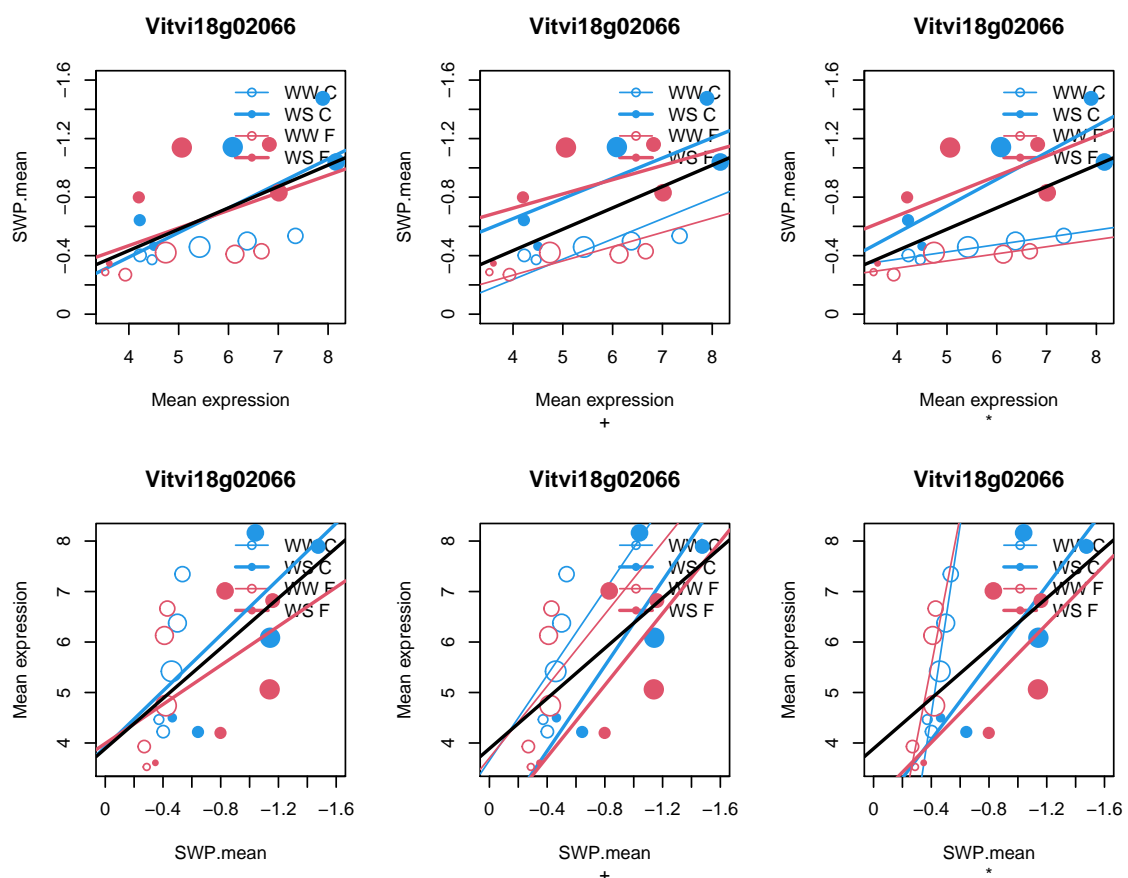 Vitvi18g02066
−1.6
−1.2
−0.8
−0.4
0
SWP.mean
WW C
WS C
WW F
WS F
4 5 6 7 8
Mean expression
Vitvi18g02066
−1.6
−1.2
−0.8
−0.4
0
SWP.mean
WW C
WS C
WW F
WS F
4 5 6 7 8
Mean expression
+
Vitvi18g02066
−1.6
−1.2
−0.8
−0.4
0
SWP.mean
WW C
WS C
WW F
WS F
4 5 6 7 8
Mean expression
*
Vitvi18g02066
8
7
6
5
4
Mean expression
WW C
WS C
WW F
WS F
0 −0.4 −0.8 −1.2 −1.6
SWP.mean
Vitvi18g02066
8
7
6
5
4
Mean expression
WW C
WS C
WW F
WS F
0 −0.4 −0.8 −1.2 −1.6
SWP.mean
+
Vitvi18g02066
8
7
6
5
4
Mean expression
WW C
WS C
WW F
WS F
0 −0.4 −0.8 −1.2 −1.6
SWP.mean
*